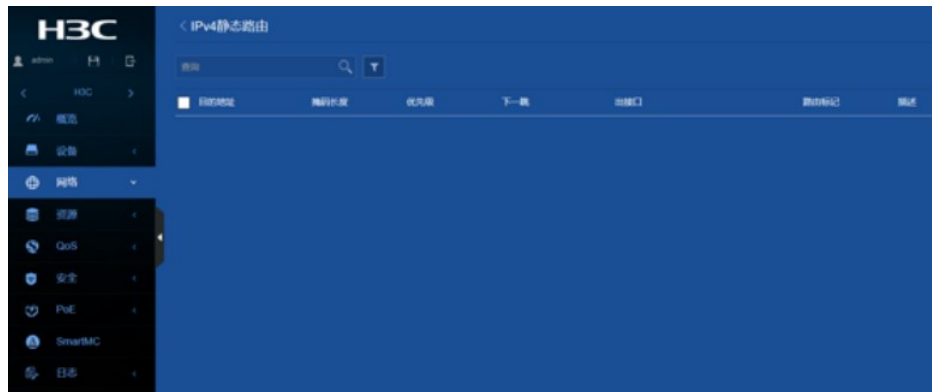 H3C
admin
H3C
概览
设备
网络
资源
QoS
安全
PoE
SmartMC
日志
< IPv4静态路由
查询
目的地址 掩码长度 优先级 下一跳 出接口 路由标记 描述